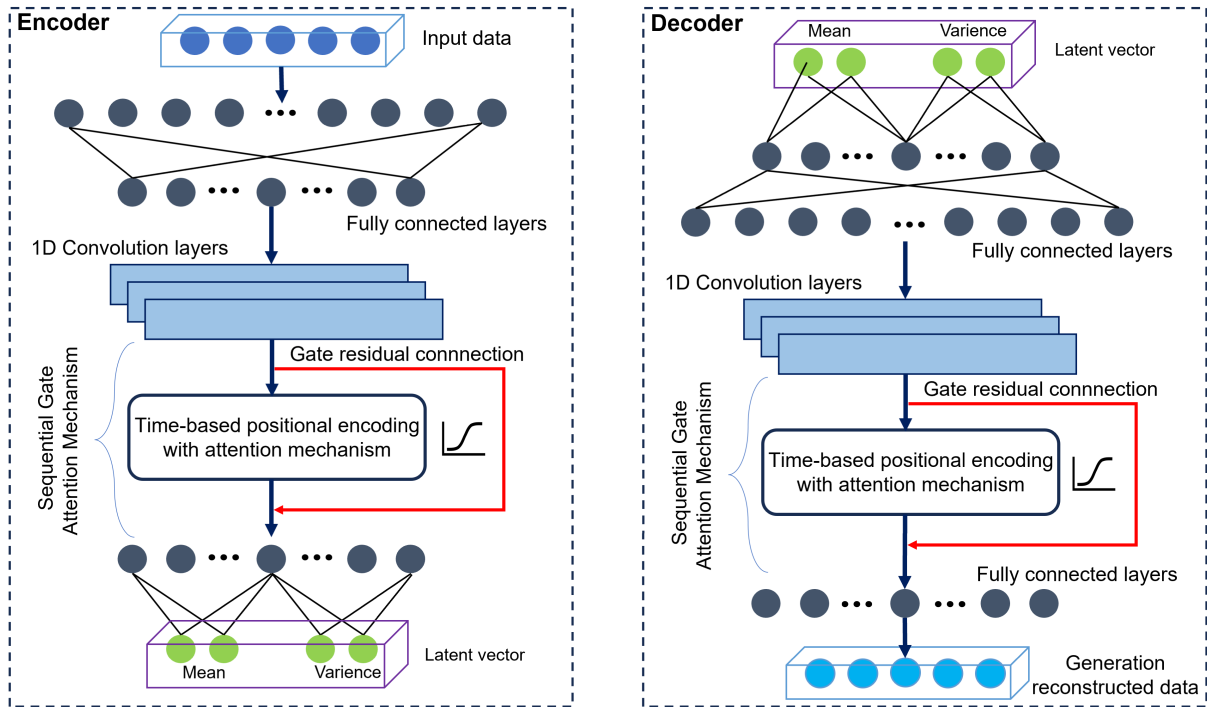 Encoder
Input data
Fully connected layers
1D Convolution layers
Gate residual connnection
Sequential Gate
Attention Mechanism
Time-based positional encoding
with attention mechanism
Latent vector
Mean
Varience
Decoder
Mean
Varience
Latent vector
Fully connected layers
1D Convolution layers
Gate residual connnection
Sequential Gate
Attention Mechanism
Time-based positional encoding
with attention mechanism
Fully connected layers
Generation
reconstructed data